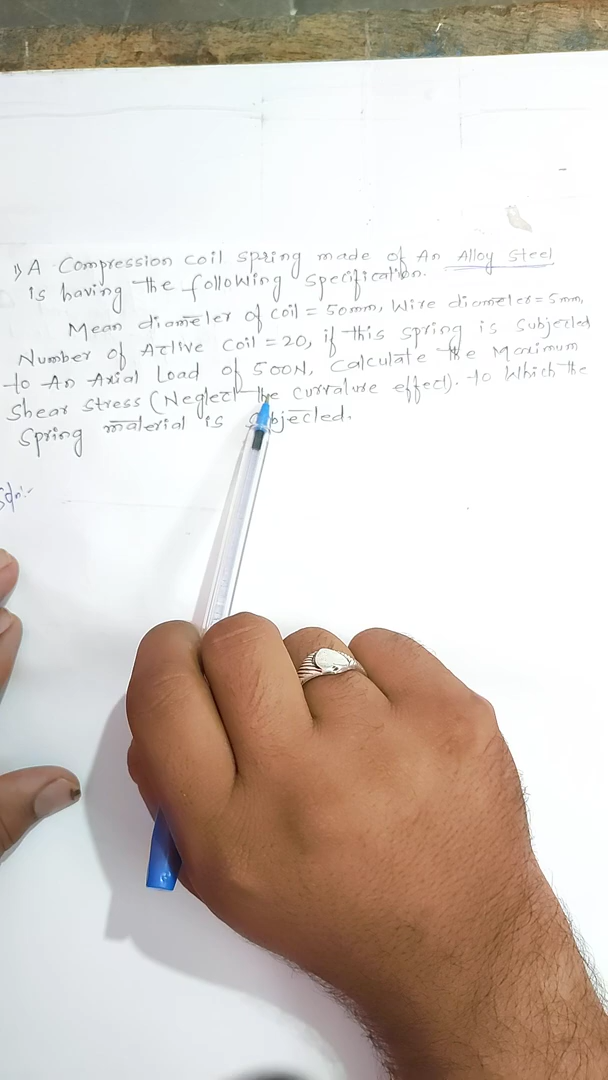 1) A Compression coil spring made of An Alloy steel
is having the following specification.
Mean diameter of coil = 50mm, Wire diameter = 5mm,
Number of Active coil = 20, if this spring is subjected
to An Axial Load of 500N, Calculate the Maximum
Shear stress (Neglect the curvature effect). to which the
spring material is subjected.
Soln:-